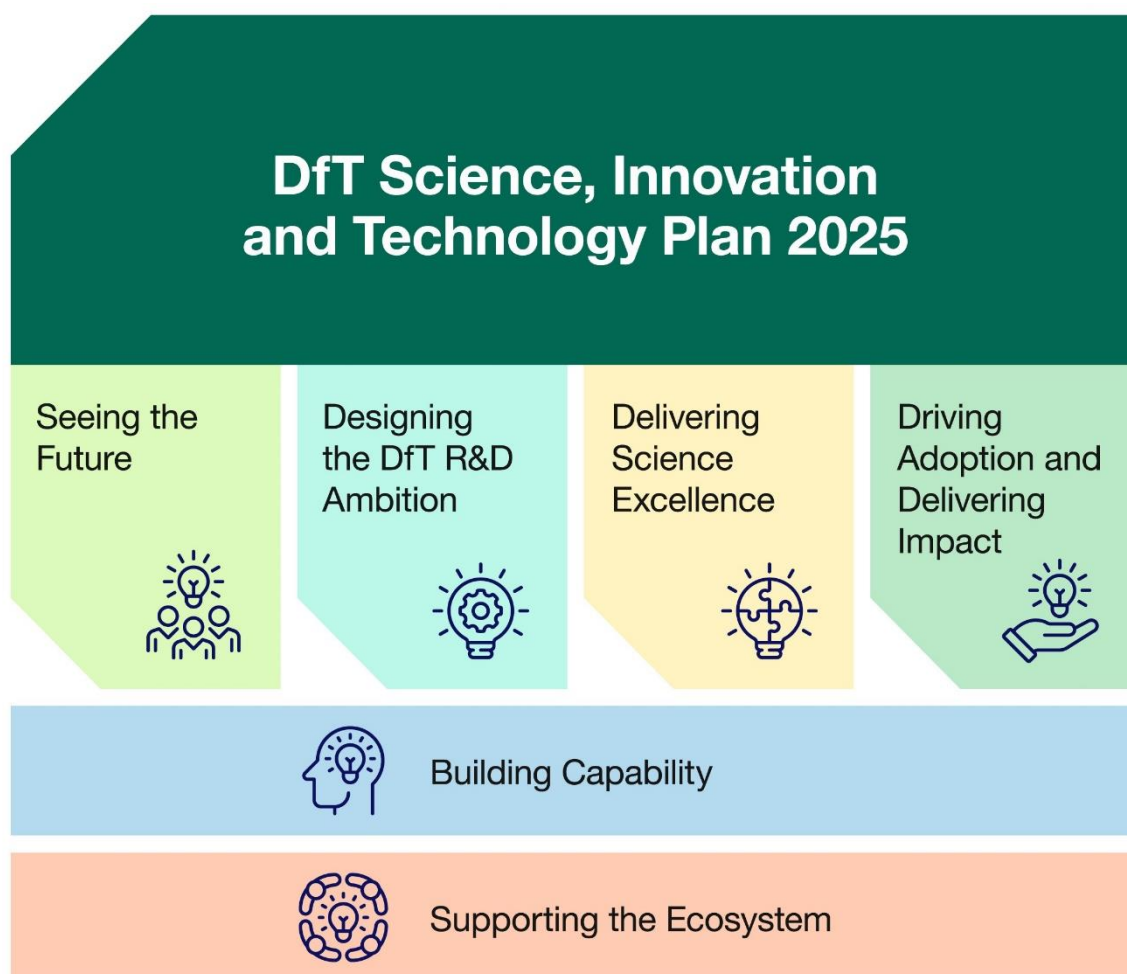 DfT Science, Innovation
and Technology Plan 2025
Seeing the
Future
Designing
the DfT R&D
Ambition
Delivering
Science
Excellence
Driving
Adoption and
Delivering
Impact
Building Capability
Supporting the Ecosystem